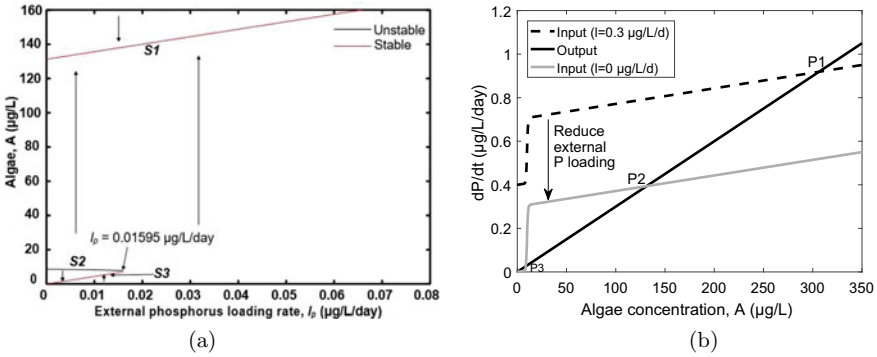 (a)
160
140
120
100
80
60
40
20
0
Algae, A (µg/L)
Unstable
Stable
S1
I_p = 0.01595 µg/L/day
S2
S3
0 0.01 0.02 0.03 0.04 0.05 0.06 0.07 0.08
External phosphorus loading rate, I_p (µg/L/day)
(a)
(b)
1.2
1
0.8
0.6
0.4
0.2
0
dP/dt (µg/L/day)
Input (I=0.3 µg/L/d)
Output
Input (I=0 µg/L/d)
P1
Reduce
external
P loading
P2
P3
0 50 100 150 200 250 300 350
Algae concentration, A (µg/L)
(b)